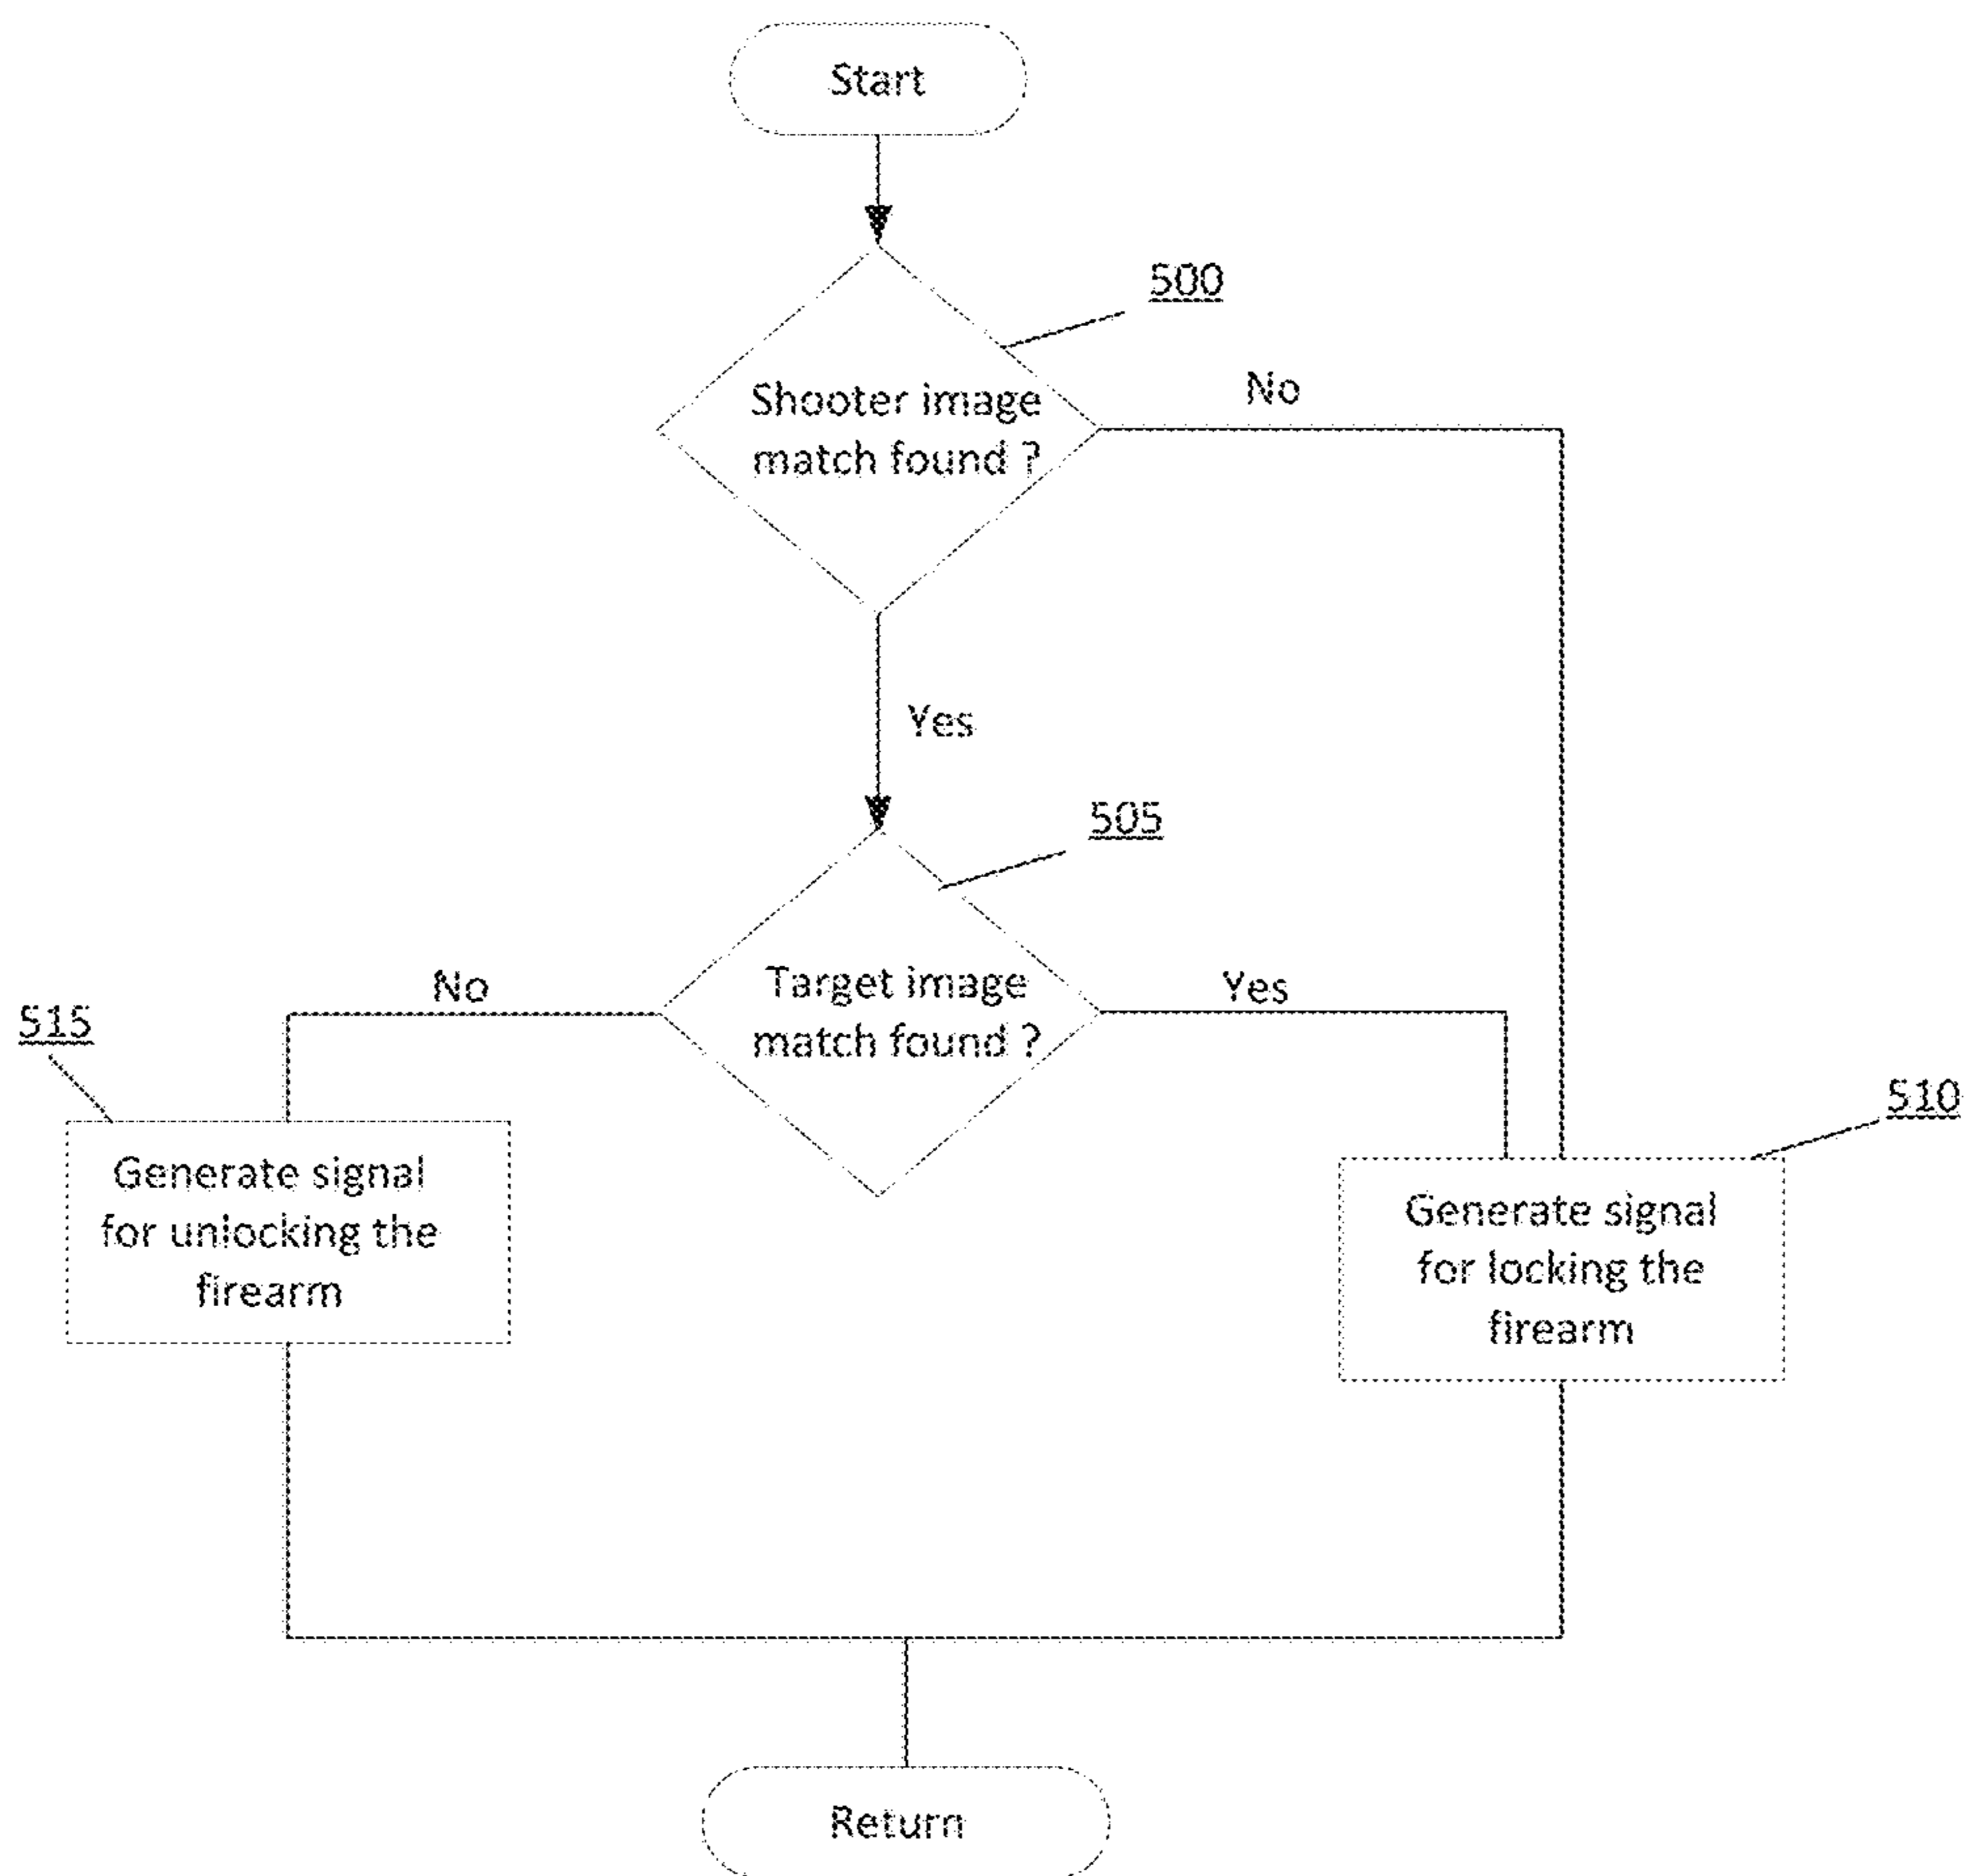 Start
500
Shooter image
match found ?
No
Yes
505
Target image
match found ?
No
Yes
515
510
Generate signal
for unlocking the
firearm
Generate signal
for locking the
firearm
Return